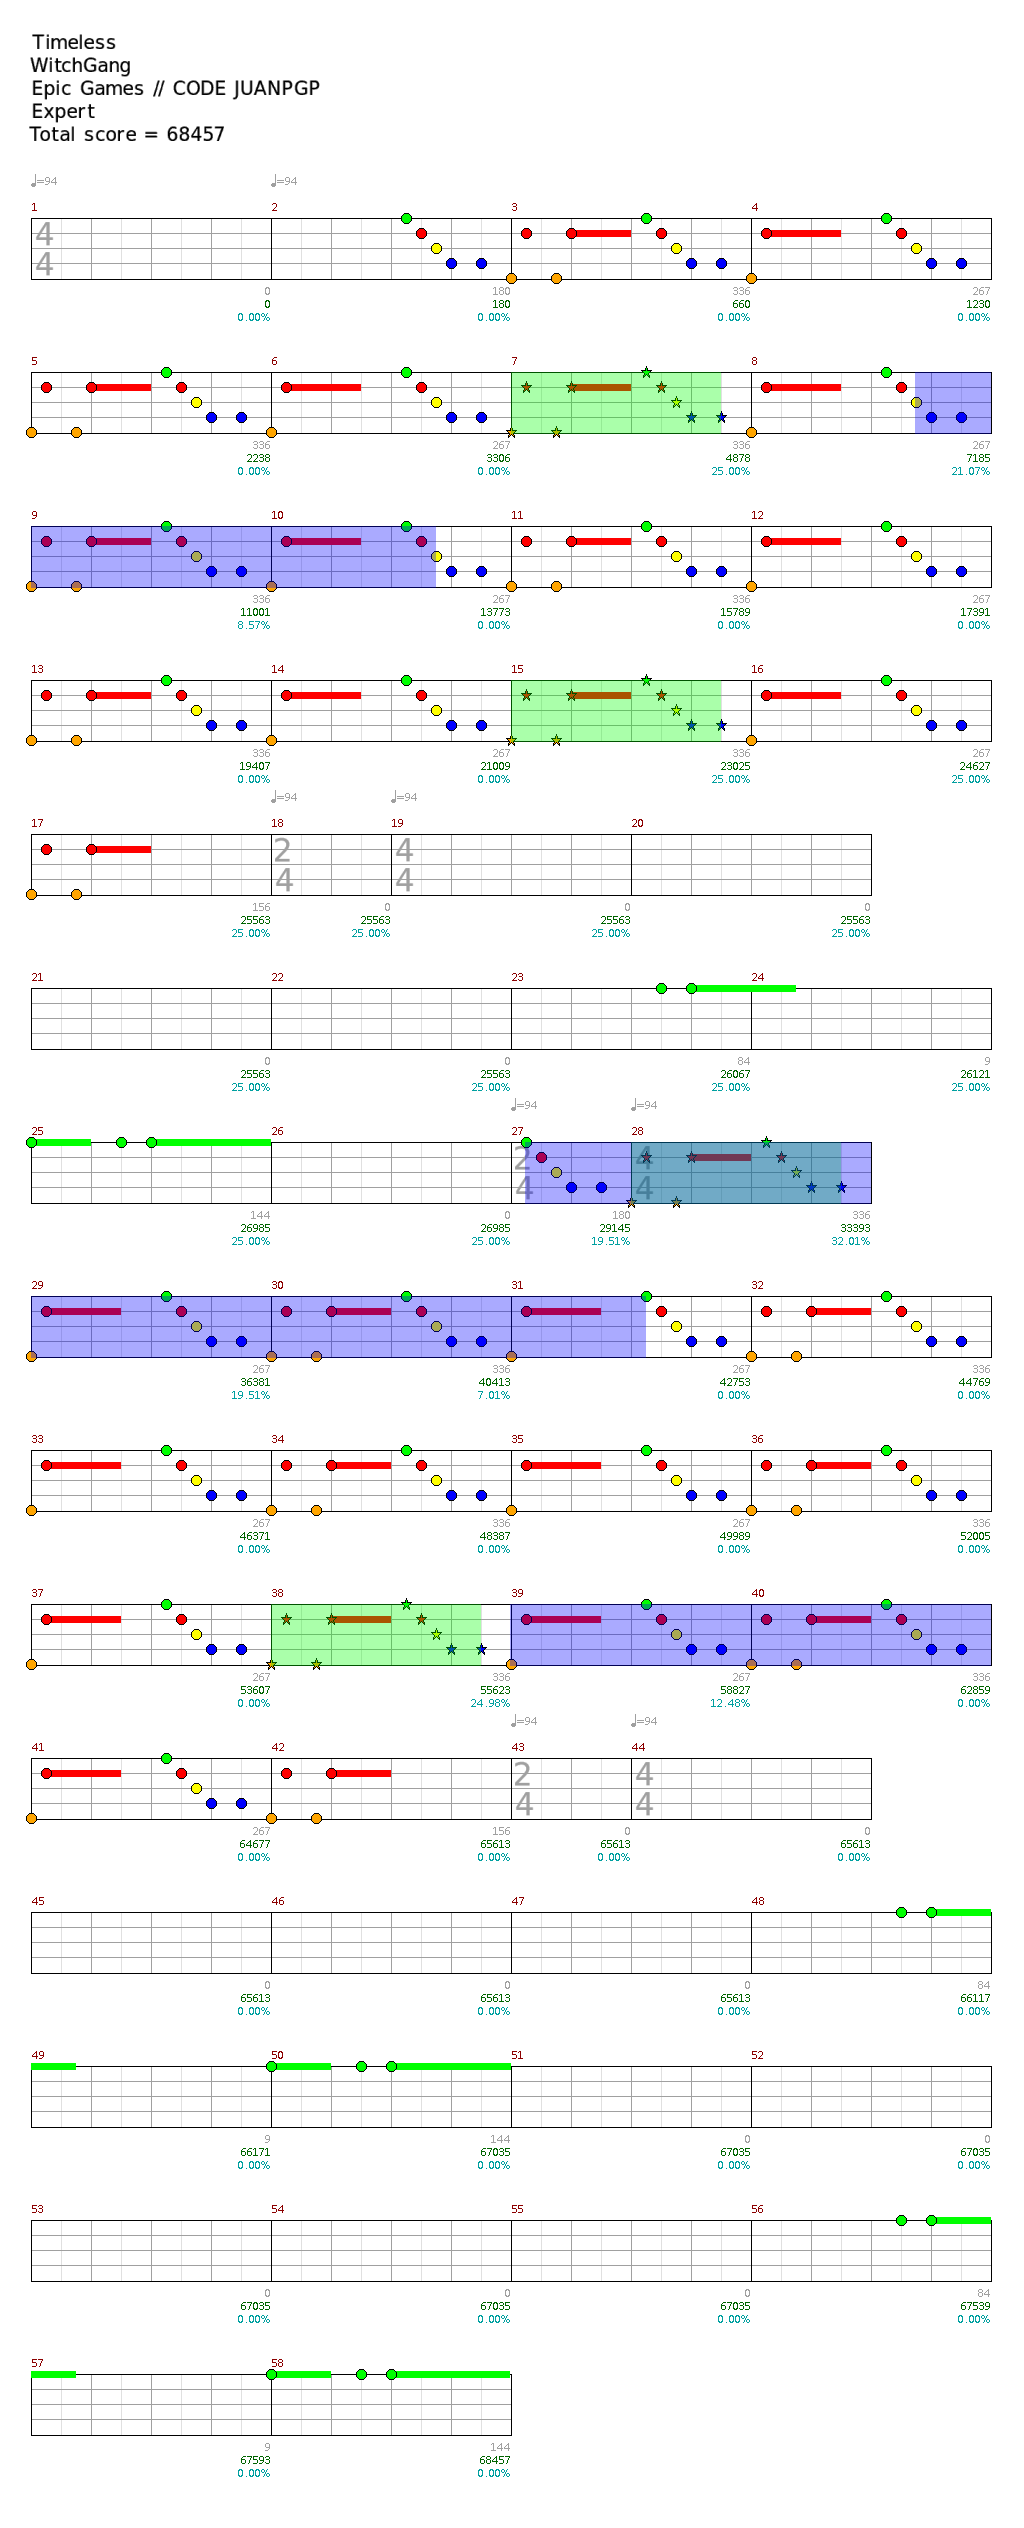 Timeless
WitchGang
Epic Games // CODE JUANPGP
Expert
Total score = 68457
♩=94 ♩=94
1 2 3 4
4 4
0 180 336 267
0 180 660 1230
0.00% 0.00% 0.00% 0.00%
5 6 7 8
336 267 336 267
2238 3306 4878 7185
0.00% 0.00% 25.00% 21.07%
9 10 11 12
336 267 336 267
11001 13773 15789 17391
8.57% 0.00% 0.00% 0.00%
13 14 15 16
336 267 336 267
19407 21009 23025 24627
0.00% 0.00% 25.00% 25.00%
♩=94 ♩=94
17 18 19 20
2 4
4 4
156 0 0 0
25563 25563 25563 25563
25.00% 25.00% 25.00% 25.00%
21 22 23 24
0 0 84 9
25563 25563 26067 26121
25.00% 25.00% 25.00% 25.00%
♩=94 ♩=94
25 26 27 28
2 4
4 4
144 0 180 336
26985 26985 29145 33393
25.00% 25.00% 19.51% 32.01%
29 30 31 32
267 336 267 336
36381 40413 42753 44769
19.51% 7.01% 0.00% 0.00%
33 34 35 36
267 336 267 336
46371 48387 49989 52005
0.00% 0.00% 0.00% 0.00%
37 38 39 40
267 336 267 336
53607 55623 58827 62859
0.00% 24.98% 12.48% 0.00%
♩=94 ♩=94
41 42 43 44
2 4
4 4
267 156 0 0
64677 65613 65613 65613
0.00% 0.00% 0.00% 0.00%
45 46 47 48
0 0 0 84
65613 65613 65613 66117
0.00% 0.00% 0.00% 0.00%
49 50 51 52
9 144 0 0
66171 67035 67035 67035
0.00% 0.00% 0.00% 0.00%
53 54 55 56
0 0 0 84
67035 67035 67035 67539
0.00% 0.00% 0.00% 0.00%
57 58
9 144
67593 68457
0.00% 0.00%